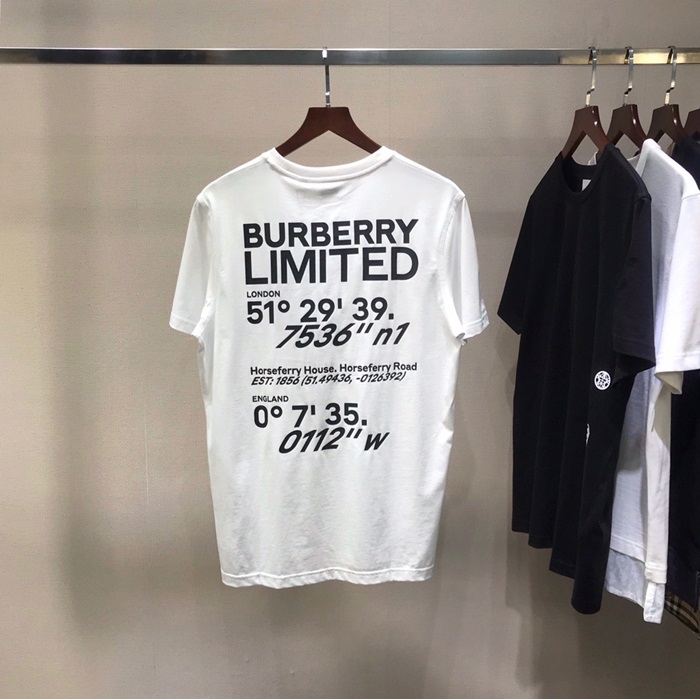 BURBERRY
LIMITED
LONDON
51° 29' 39.
7536"n1
Horseferry House. Horseferry Road
EST: 1856 (51.49436, -0126392)
ENGLAND
0° 7' 35.
0112"w